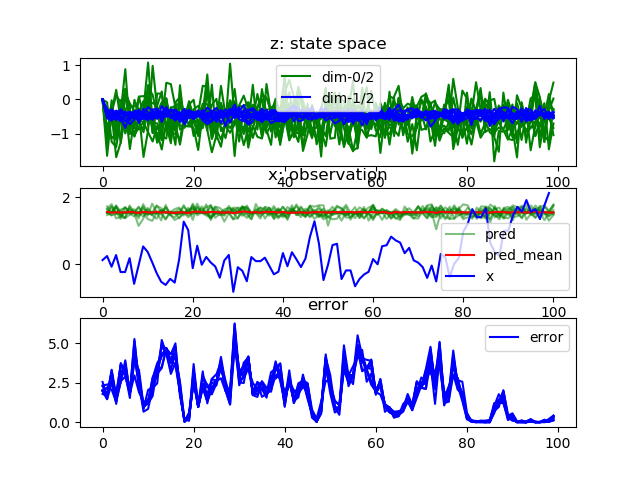 z: state space
1
0
−1
dim-0/2
dim-1/2
0 20 40 60 80 100
x: observation
2
0
pred
pred_mean
x
0 20 40 60 80 100
error
5.0
2.5
0.0
error
0 20 40 60 80 100